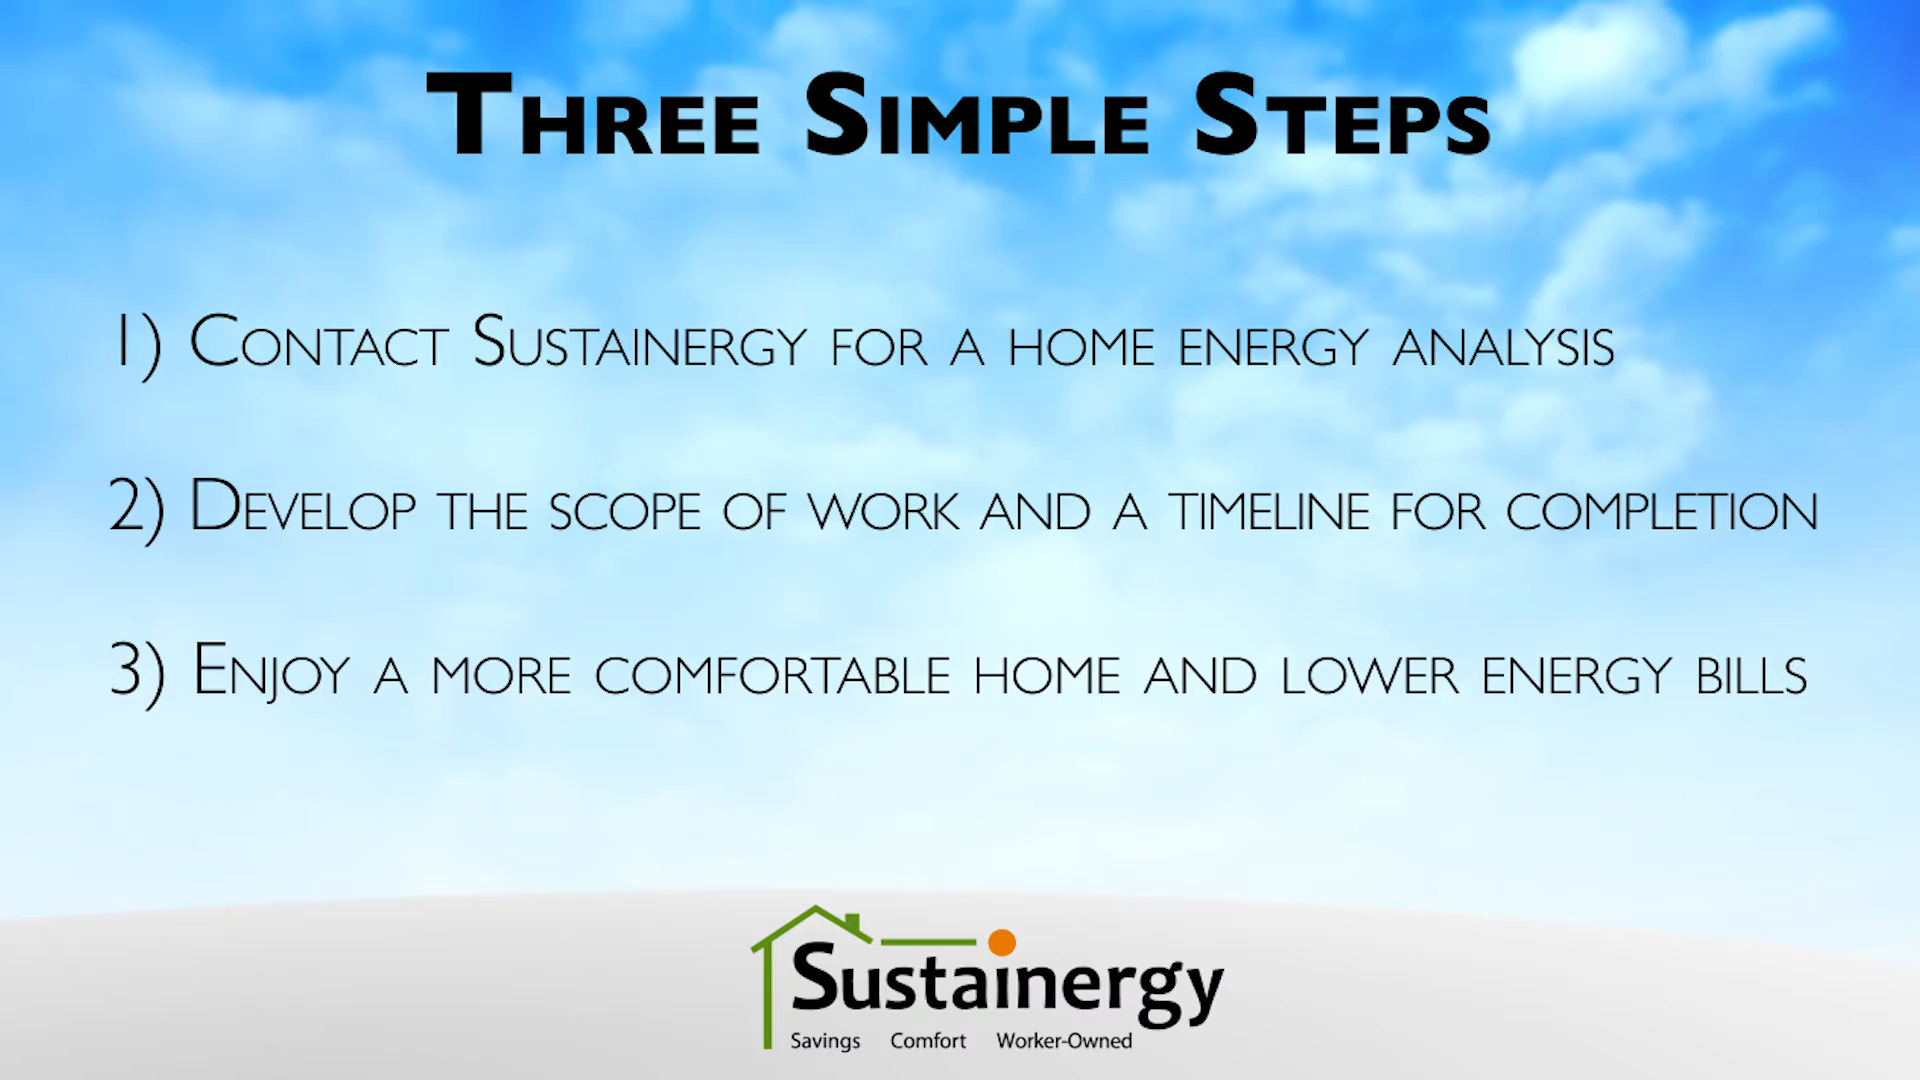 Three Simple Steps
1) Contact Sustainergy for a home energy analysis
2) Develop the scope of work and a timeline for completion
3) Enjoy a more comfortable home and lower energy bills
Sustainergy
Savings Comfort Worker-Owned